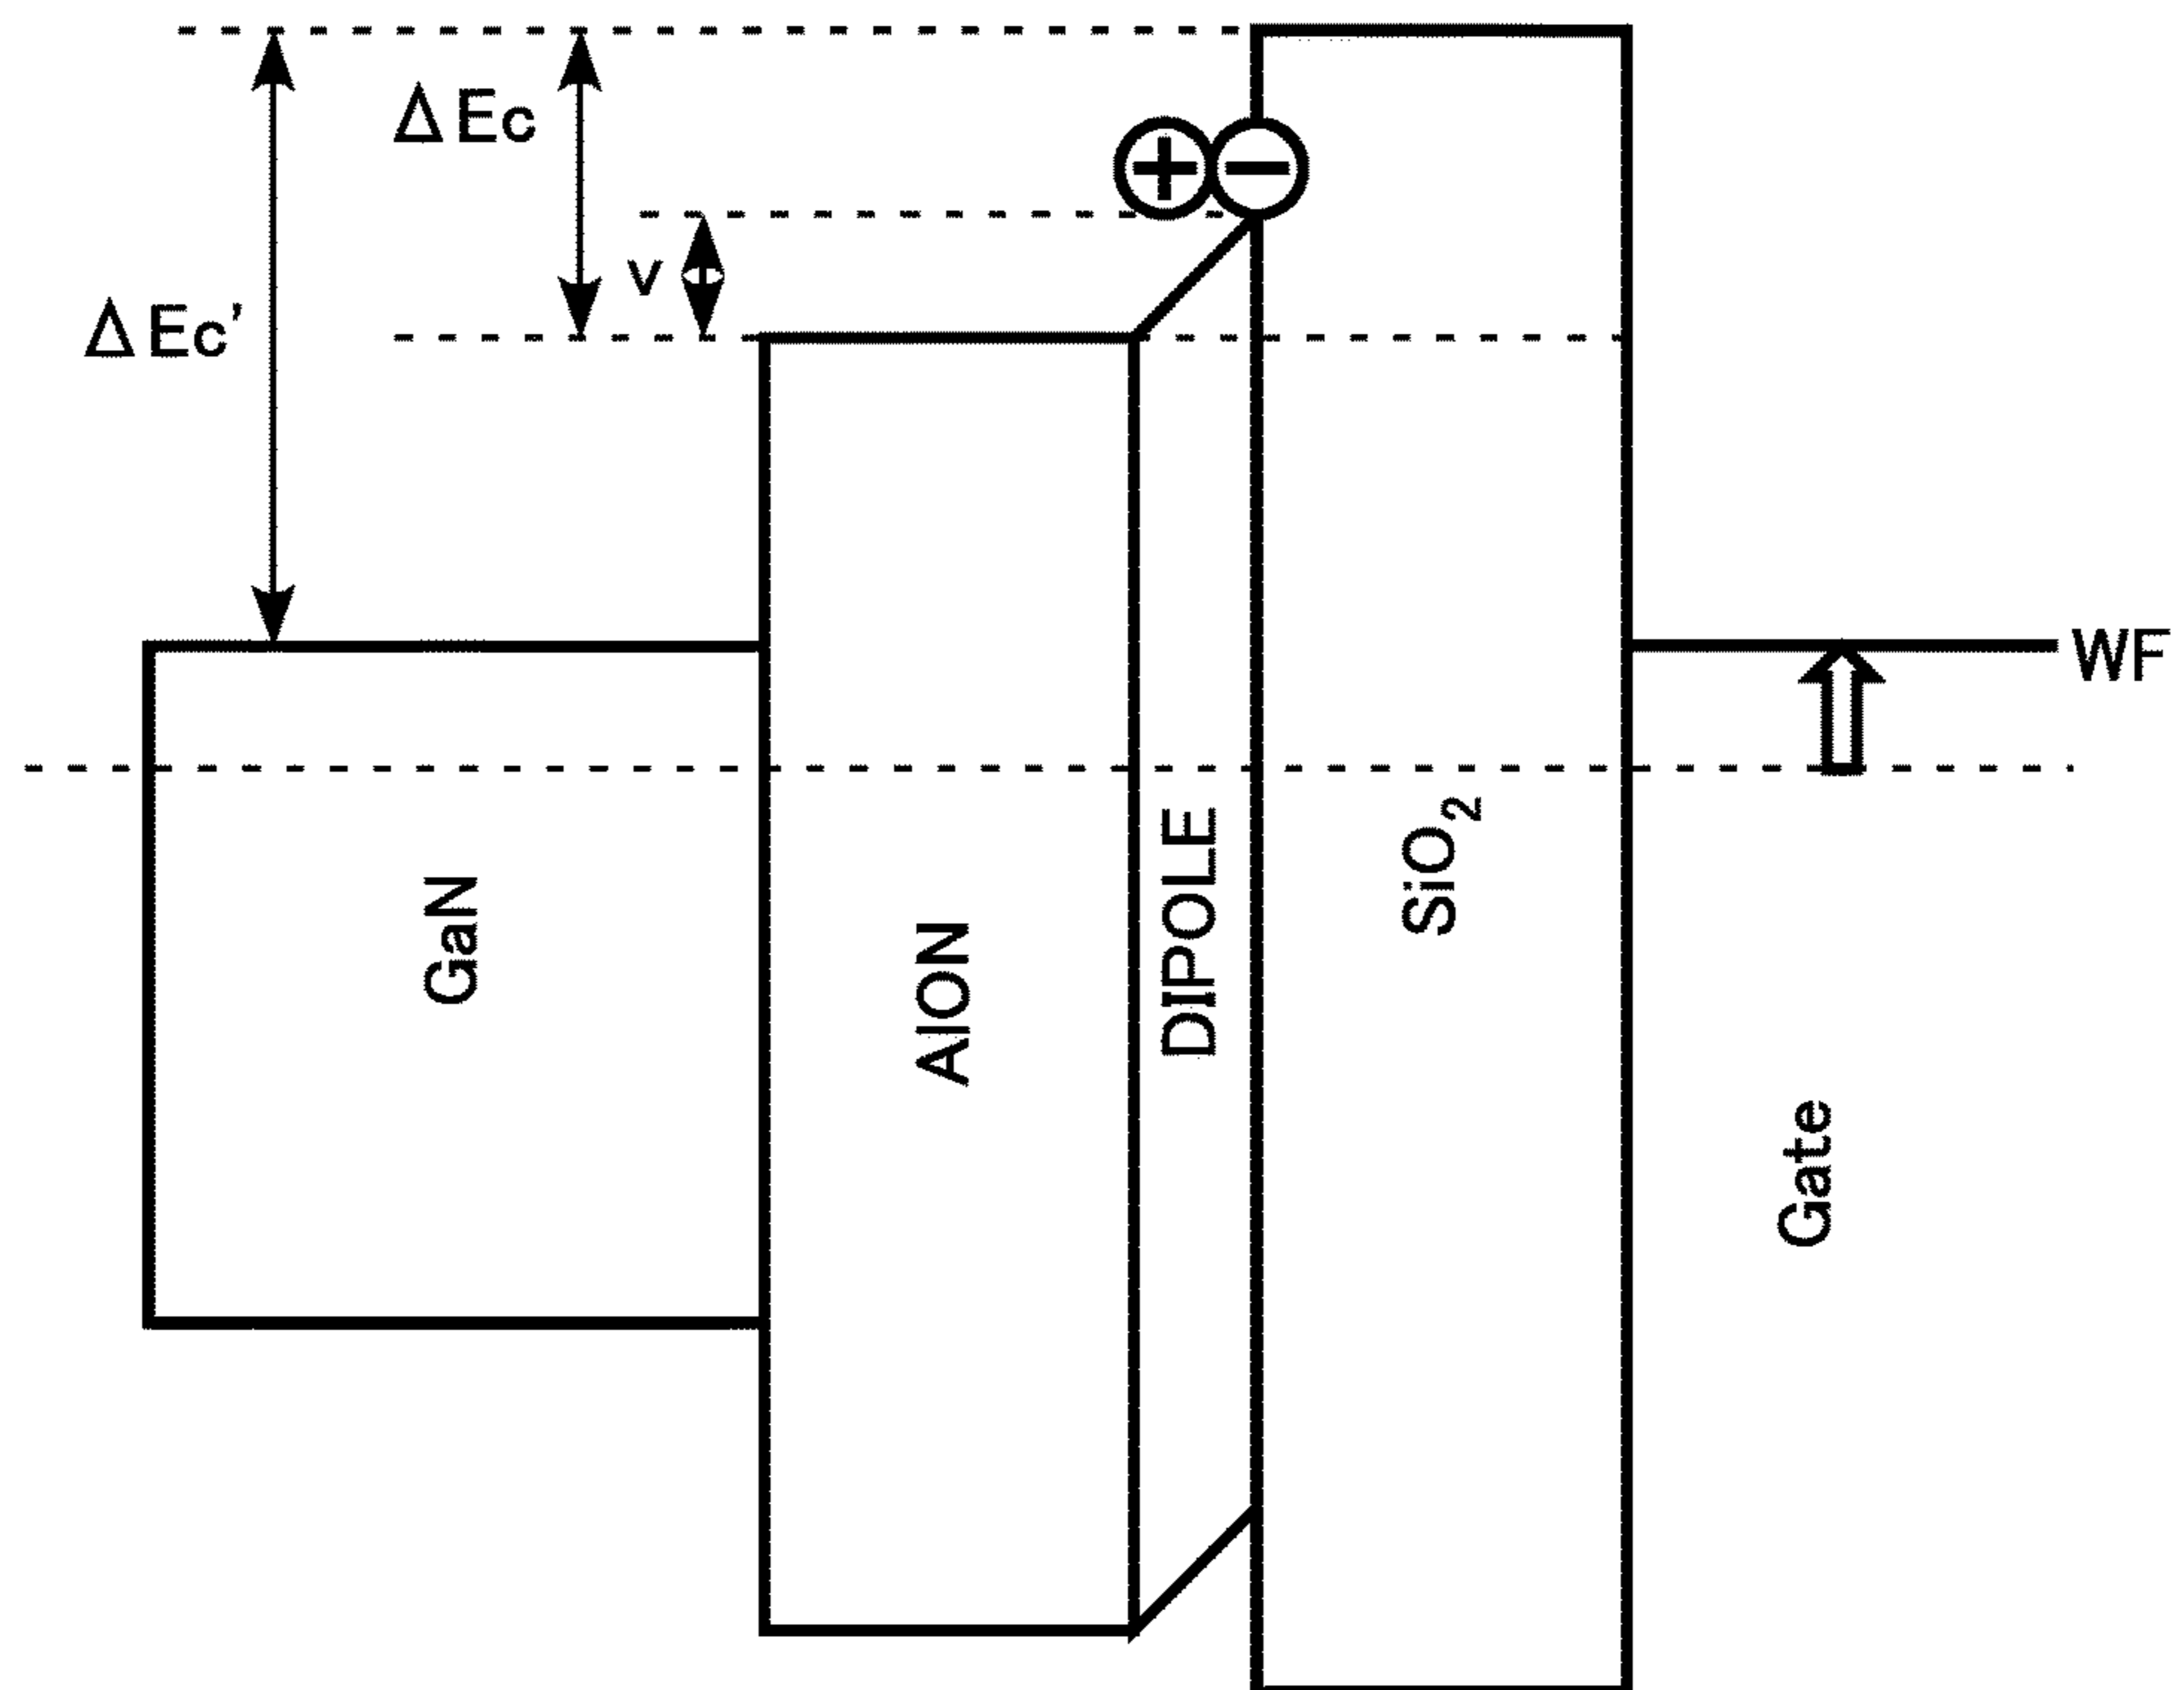 ΔEc
V
ΔEc’
WF
GaN
AlON
DIPOLE
SiO₂
Gate